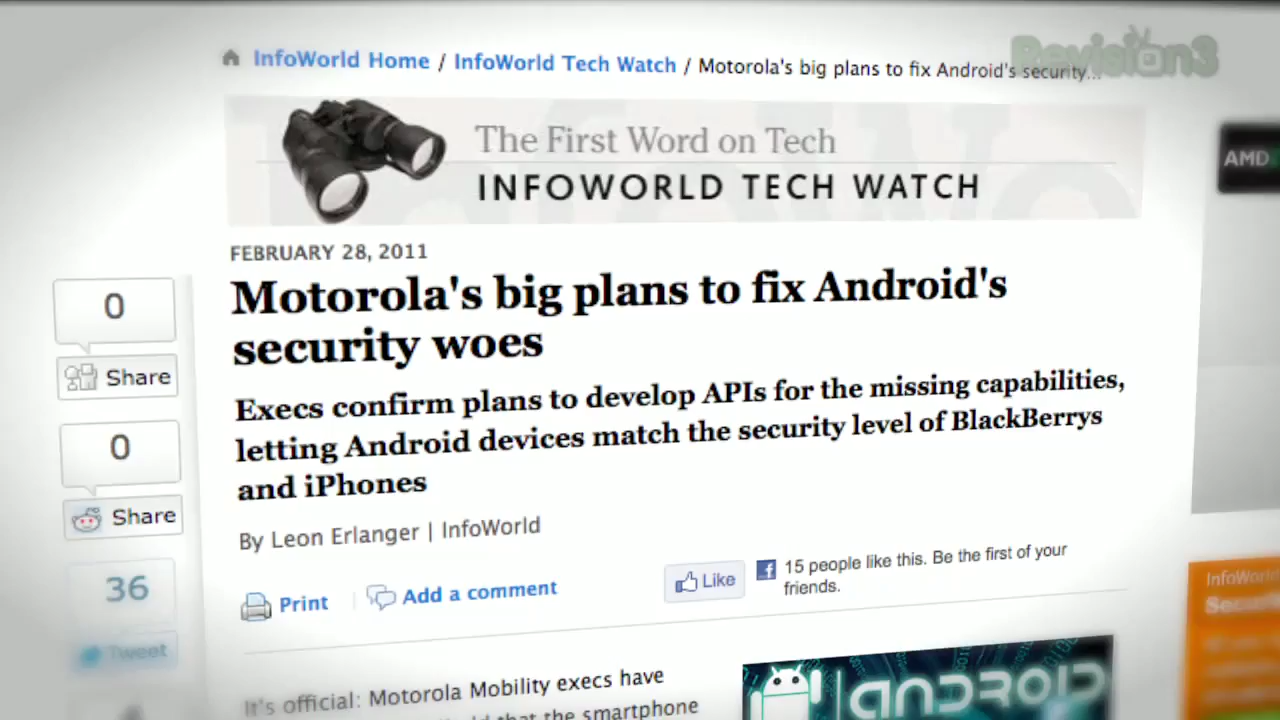 Revision3
InfoWorld Home / InfoWorld Tech Watch / Motorola's big plans to fix Android's security...
The First Word on Tech
INFOWORLD TECH WATCH
AMD
FEBRUARY 28, 2011
Motorola's big plans to fix Android's
security woes
0
Share
Execs confirm plans to develop APIs for the missing capabilities,
letting Android devices match the security level of BlackBerrys
and iPhones
0
Share
By Leon Erlanger | InfoWorld
36
Tweet
Print
Add a comment
Like
15 people like this. Be the first of your
friends.
InfoWorld
It's official: Motorola Mobility execs have
that the smartphone
ANDROID